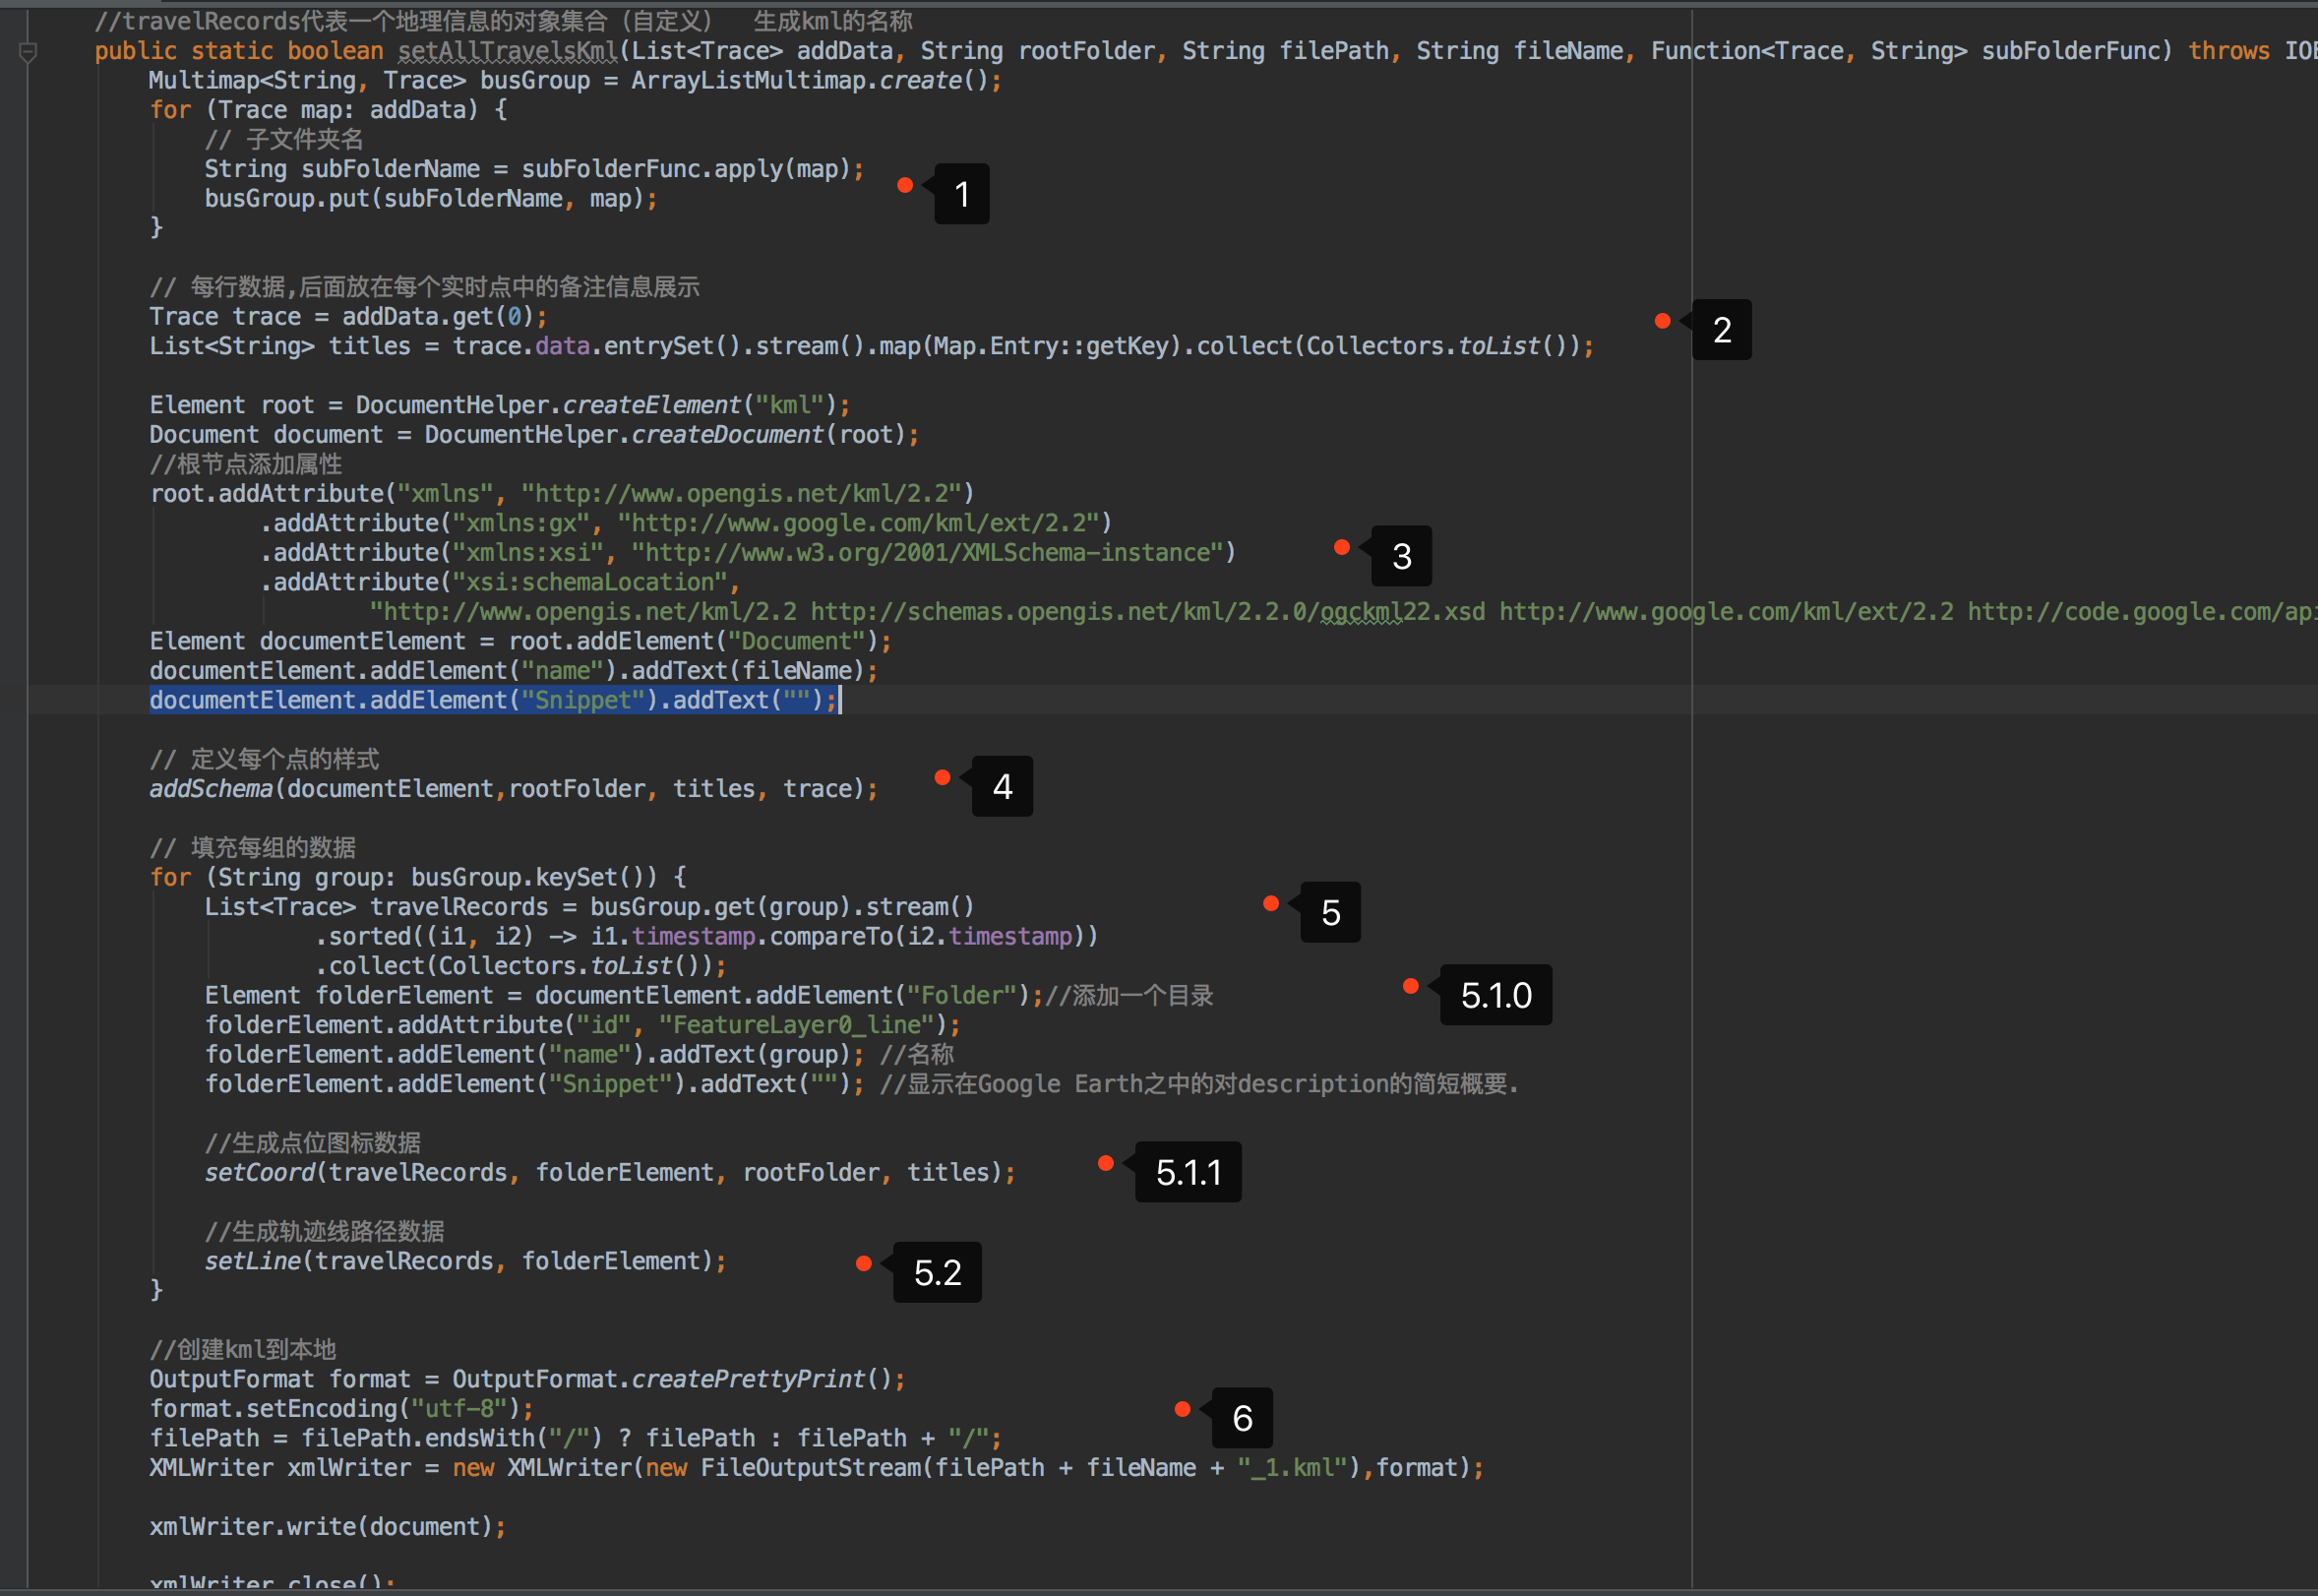 //travelRecords代表一个地理信息的对象集合（自定义）  生成kml的名称
public static boolean setAllTravelsKml(List<Trace> addData, String rootFolder, String filePath, String fileName, Function<Trace, String> subFolderFunc) throws
Multimap<String, Trace> busGroup = ArrayListMultimap.create();
for (Trace map: addData) {
// 子文件夹名
String subFolderName = subFolderFunc.apply(map);
1
busGroup.put(subFolderName, map);
}
// 每行数据,后面放在每个实时点中的备注信息展示
Trace trace = addData.get(0);
2
List<String> titles = trace.data.entrySet().stream().map(Map.Entry::getKey).collect(Collectors.toList());
Element root = DocumentHelper.createElement("kml");
Document document = DocumentHelper.createDocument(root);
//根节点添加属性
root.addAttribute("xmlns", "http://www.opengis.net/kml/2.2")
.addAttribute("xmlns:gx", "http://www.google.com/kml/ext/2.2")
.addAttribute("xmlns:xsi", "http://www.w3.org/2001/XMLSchema-instance")
3
.addAttribute("xsi:schemaLocation",
"http://www.opengis.net/kml/2.2 http://schemas.opengis.net/kml/2.2.0/ogckml22.xsd http://www.google.com/kml/ext/2.2 http://code.google.com/api
Element documentElement = root.addElement("Document");
documentElement.addElement("name").addText(fileName);
documentElement.addElement("Snippet").addText("");
// 定义每个点的样式
addSchema(documentElement,rootFolder, titles, trace);
4
// 填充每组的数据
for (String group: busGroup.keySet()) {
List<Trace> travelRecords = busGroup.get(group).stream()
5
.sorted((i1, i2) -> i1.timestamp.compareTo(i2.timestamp))
.collect(Collectors.toList());
Element folderElement = documentElement.addElement("Folder");//添加一个目录
5.1.0
folderElement.addAttribute("id", "FeatureLayer0_line");
folderElement.addElement("name").addText(group); //名称
folderElement.addElement("Snippet").addText(""); //显示在Google Earth之中的对description的简短概要.
//生成点位图标数据
setCoord(travelRecords, folderElement, rootFolder, titles);
5.1.1
//生成轨迹线路径数据
setLine(travelRecords, folderElement);
5.2
}
//创建kml到本地
OutputFormat format = OutputFormat.createPrettyPrint();
format.setEncoding("utf-8");
6
filePath = filePath.endsWith("/") ? filePath : filePath + "/";
XMLWriter xmlWriter = new XMLWriter(new FileOutputStream(filePath + fileName + "_1.kml"),format);
xmlWriter.write(document);
xmlWriter.close();